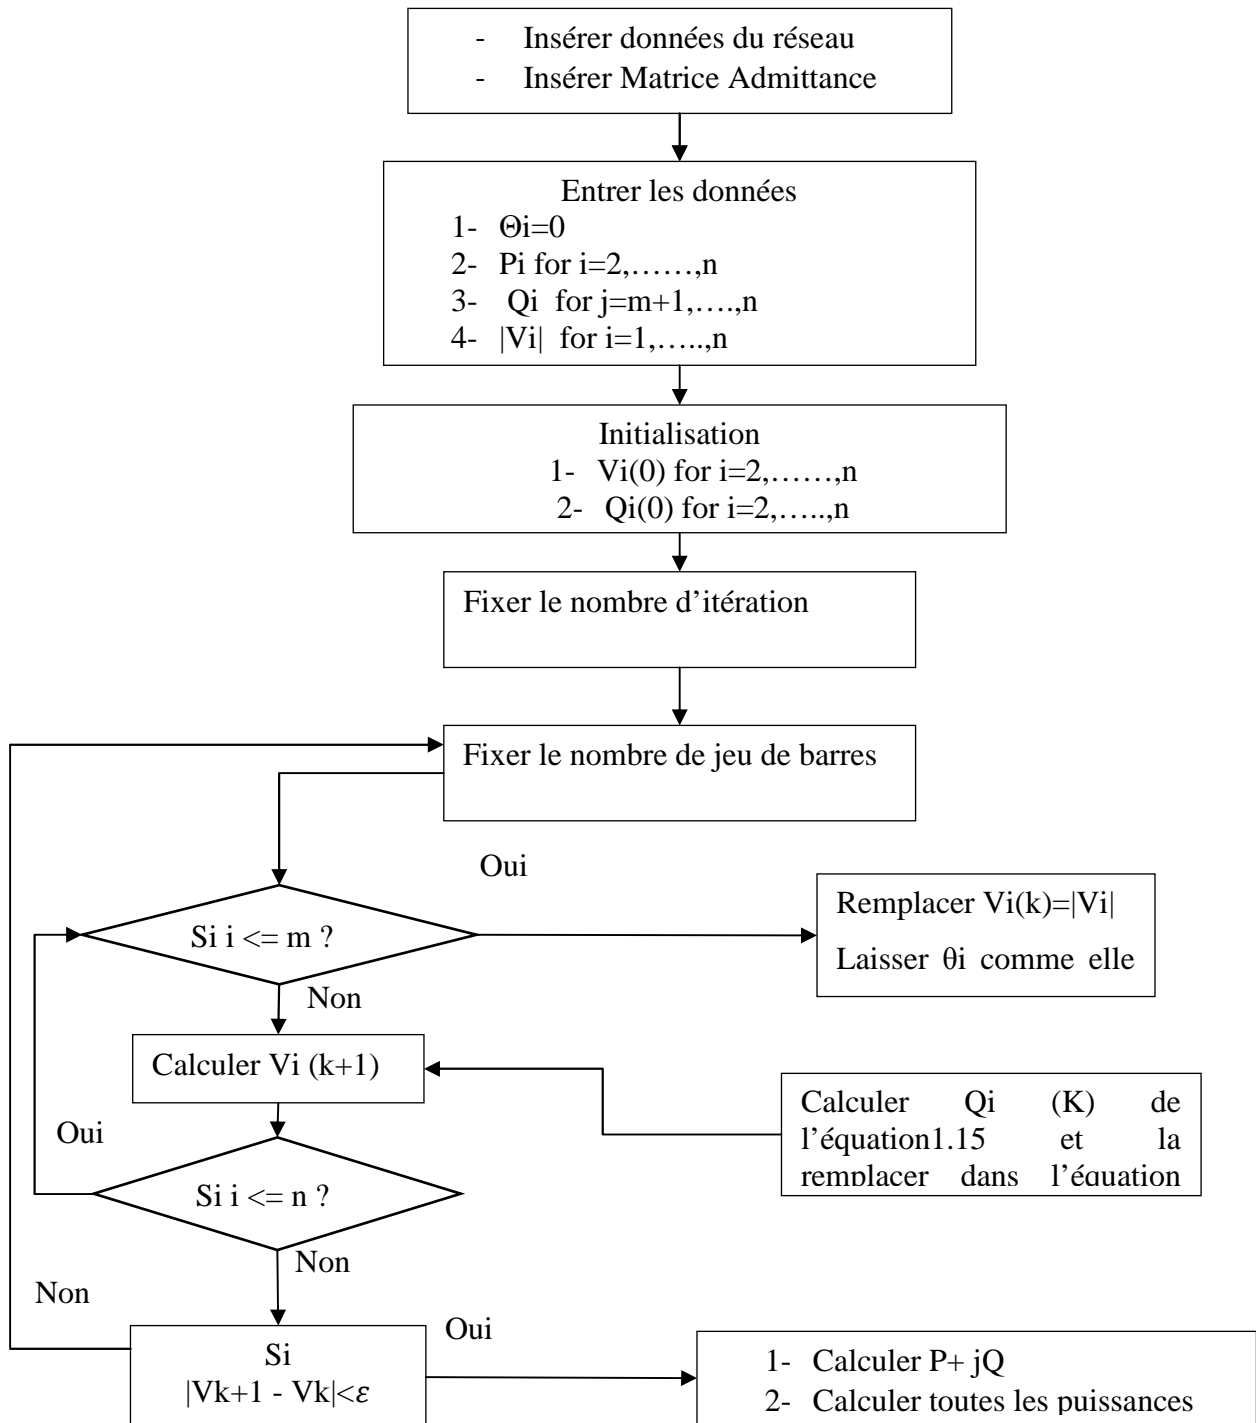 - Insérer données du réseau
- Insérer Matrice Admittance
Entrer les données
1- Θi=0
2- Pi for i=2,……,n
3- Qi for j=m+1,….,n
4- |Vi| for i=1,…..,n
Initialisation
1- Vi(0) for i=2,……,n
2- Qi(0) for i=2,…..,n
Fixer le nombre d’itération
Fixer le nombre de jeu de barres
Oui
Si i <= m ?
Remplacer Vi(k)=|Vi|
Laisser θi comme elle
Non
Calculer Vi (k+1)
Calculer Qi (K) de
l’équation1.15 et la
remplacer dans l’équation
Oui
Si i <= n ?
Non
Non
Oui
Si
|Vk+1 - Vk|<ε
1- Calculer P+ jQ
2- Calculer toutes les puissances